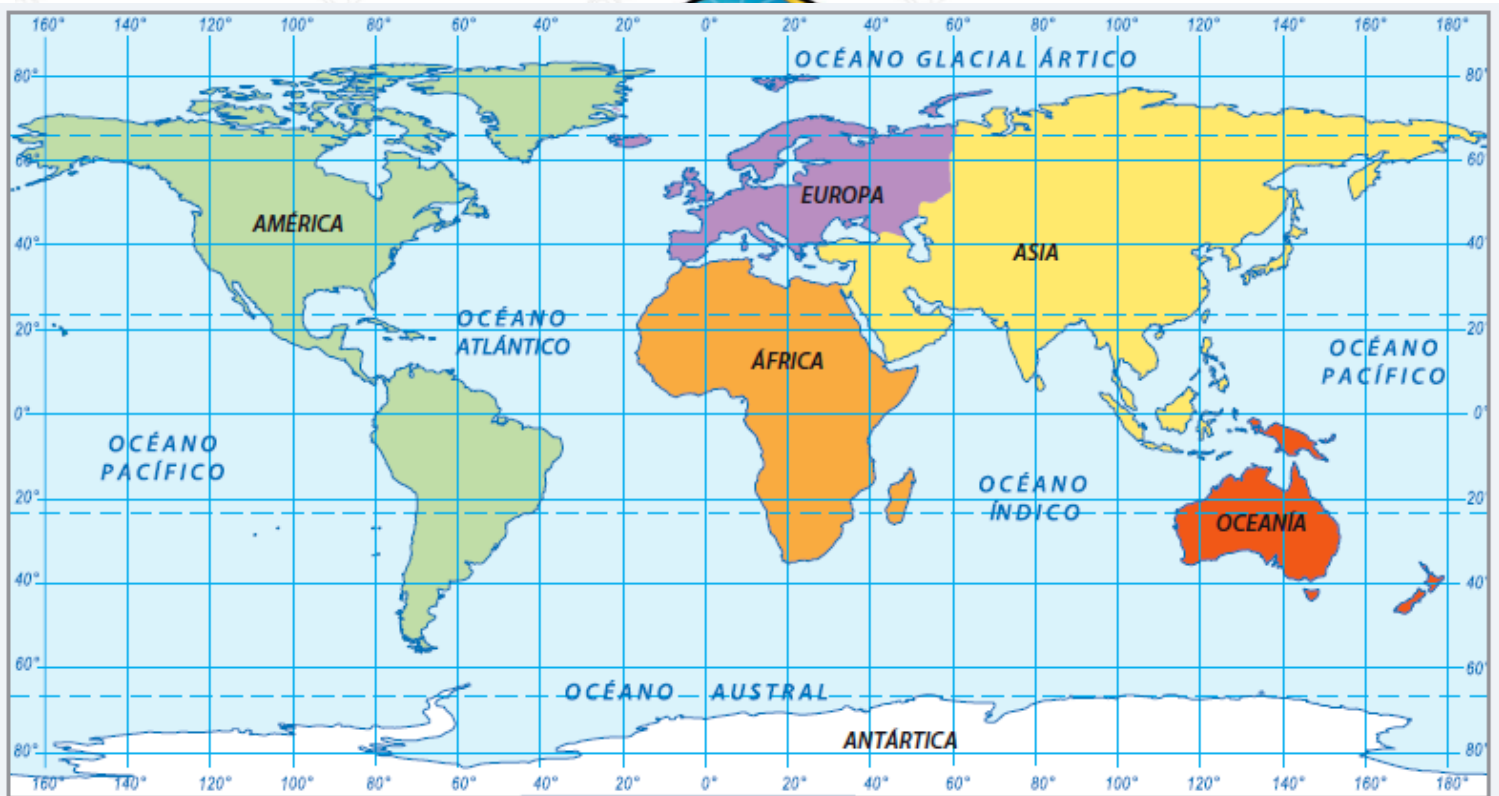 160° 140° 120° 100° 80° 60° 40° 20° 0° 20° 40° 60° 80° 100° 120° 140° 160° 180°
OCÉANO GLACIAL ÁRTICO
80° 80°
60° 60°
EUROPA
AMÉRICA
40° 40°
ASIA
OCÉANO
ATLÁNTICO
20° 20°
OCÉANO
PACÍFICO
ÁFRICA
0° 0°
OCÉANO
PACÍFICO
OCÉANO
ÍNDICO
20° 20°
OCEANÍA
40° 40°
60° 60°
OCÉANO AUSTRAL
ANTÁRTICA
80° 80°
160° 140° 120° 100° 80° 60° 40° 20° 0° 20° 40° 60° 80° 100° 120° 140° 160° 180°